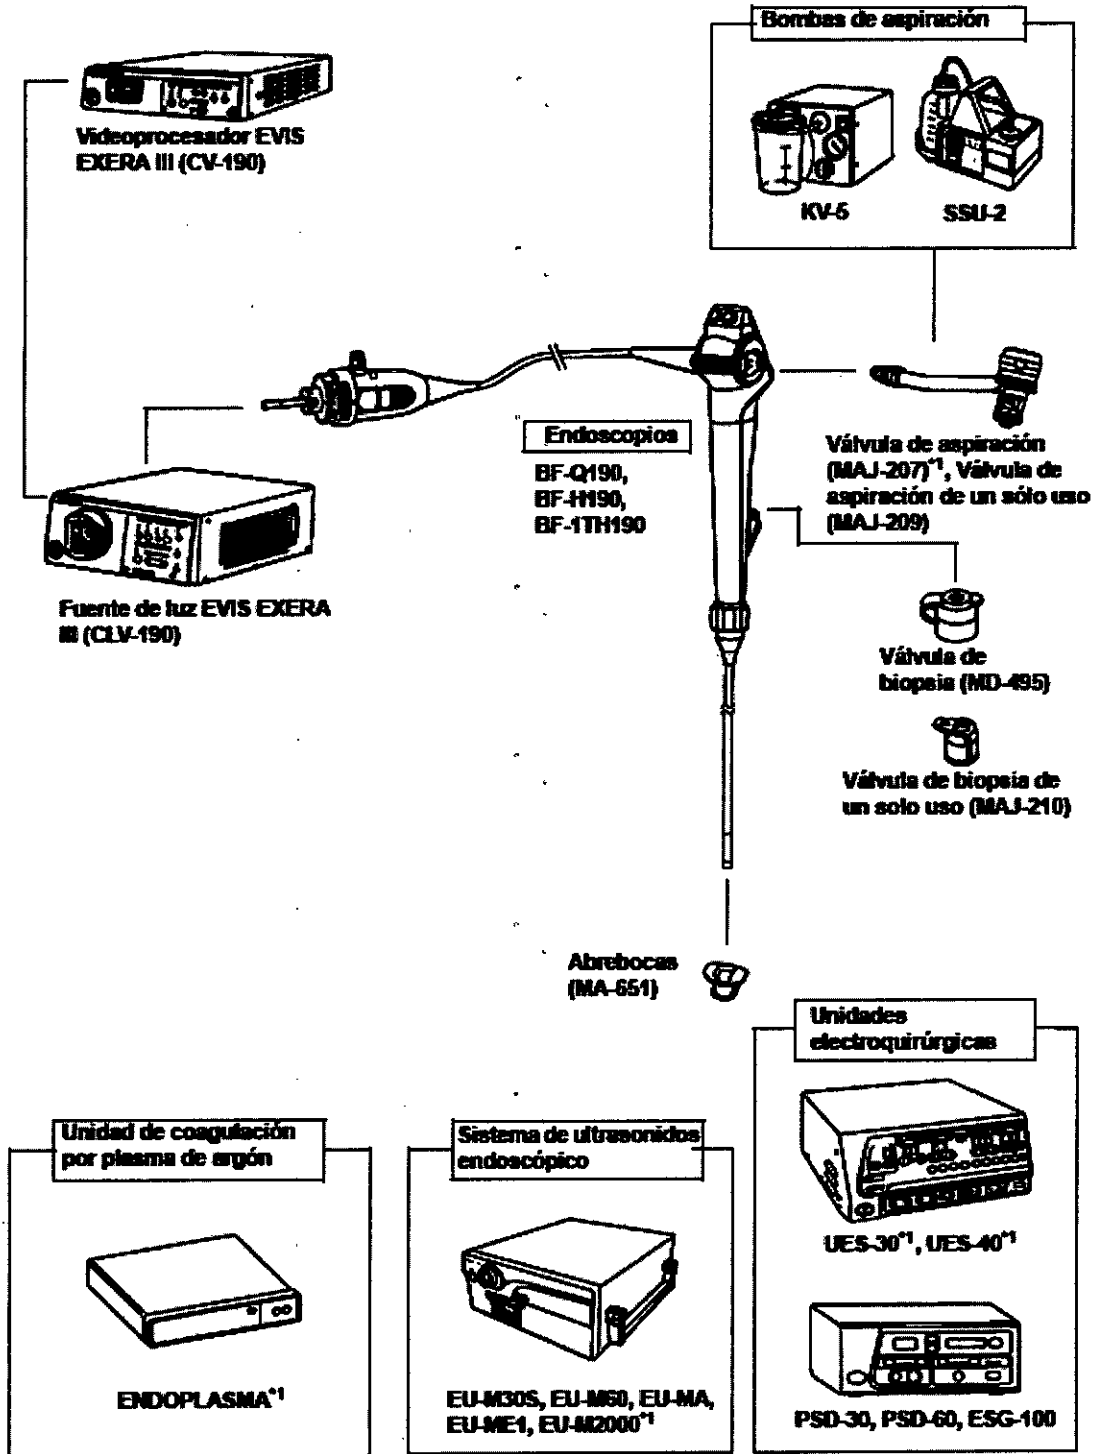 Bombas de aspiración
Videoprocesador EVIS
EXERA III (CV-190)
KV-5
SSU-2
Endoscopios
BF-Q190,
BF-H190,
BF-1TH190
Válvula de aspiración
(MAJ-207)*1, Válvula de
aspiración de un sólo uso
(MAJ-209)
Fuente de luz EVIS EXERA
III (CLV-190)
Válvula de
biopsia (MD-495)
Válvula de biopsia de
un solo uso (MAJ-210)
Abrebocas
(MA-651)
Unidades
electroquirúrgicas
Unidad de coagulación
por plasma de argón
Sistema de ultrasonidos
endoscópico
UES-30*1, UES-40*1
ENDOPLASMA*1
EU-M30S, EU-M60, EU-MA,
EU-ME1, EU-M2000*1
PSD-30, PSD-60, ESG-100